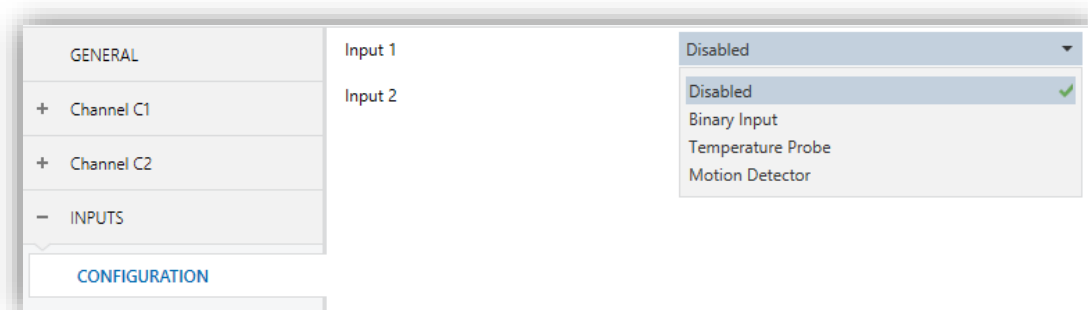 GENERAL
+ Channel C1
+ Channel C2
− INPUTS
CONFIGURATION
Input 1
Disabled
Input 2
Disabled
Binary Input
Temperature Probe
Motion Detector